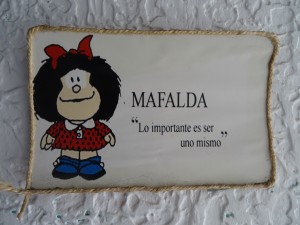 MAFALDA
“Lo importante es ser
uno mismo”